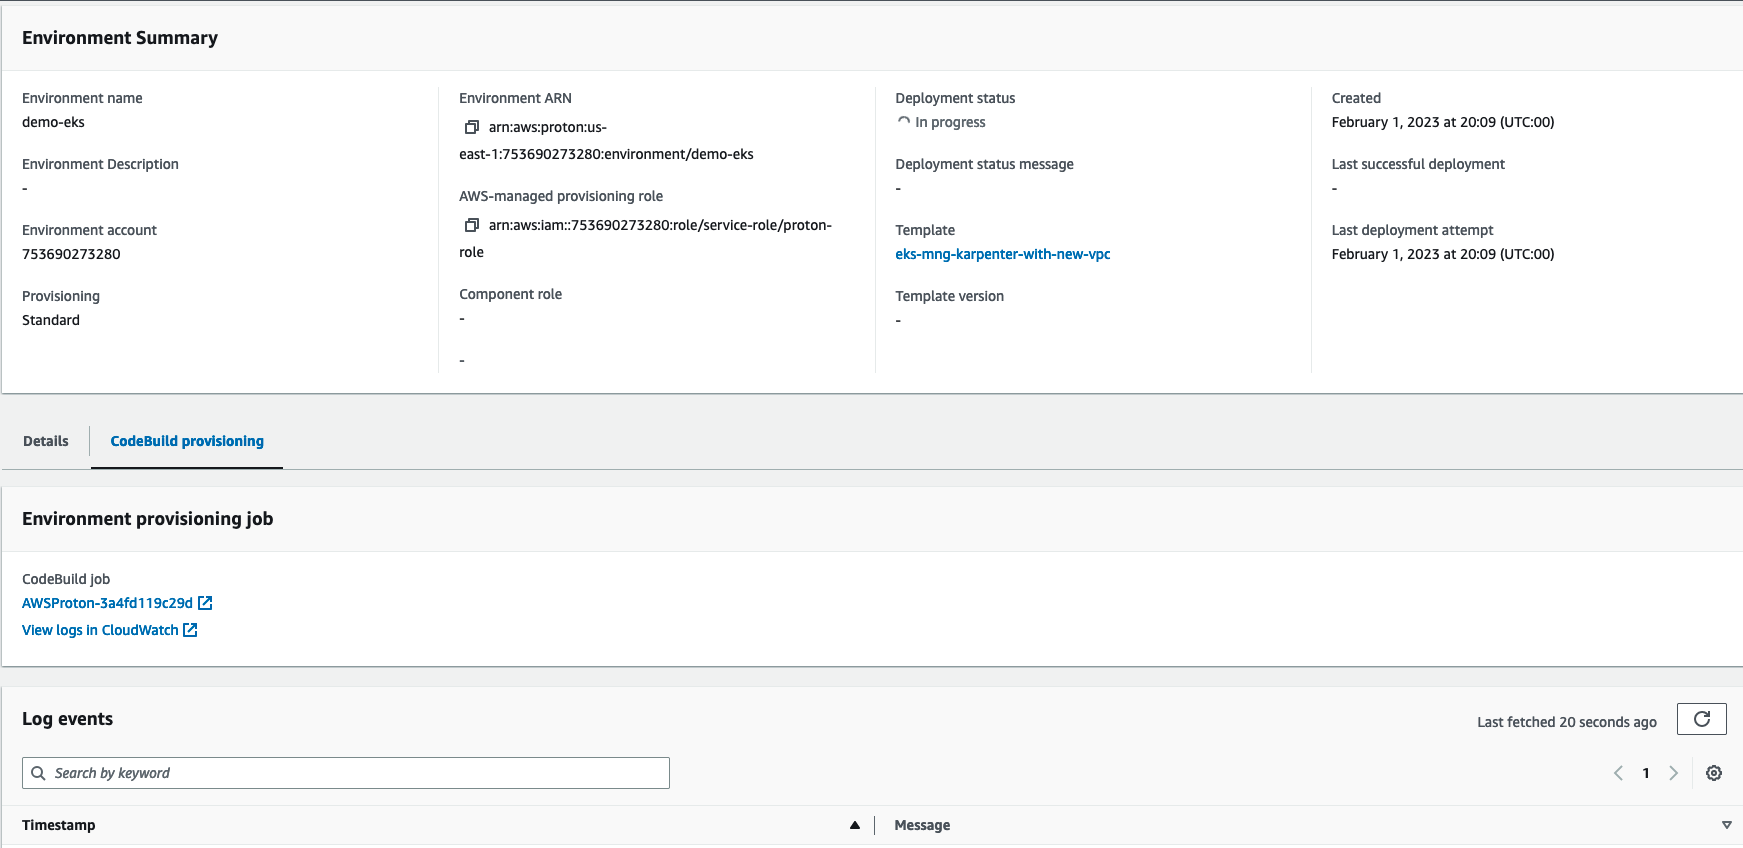 Environment Summary
Environment name
demo-eks
Environment Description
-
Environment account
753690273280
Provisioning
Standard
Environment ARN
arn:aws:proton:us-
east-1:753690273280:environment/demo-eks
AWS-managed provisioning role
arn:aws:iam::753690273280:role/service-role/proton-
role
Component role
-
-
Deployment status
In progress
Deployment status message
-
Template
eks-mng-karpenter-with-new-vpc
Template version
-
Created
February 1, 2023 at 20:09 (UTC:00)
Last successful deployment
-
Last deployment attempt
February 1, 2023 at 20:09 (UTC:00)
Details
CodeBuild provisioning
Environment provisioning job
CodeBuild job
AWSProton-3a4fd119c29d
View logs in CloudWatch
Log events
Last fetched 20 seconds ago
Search by keyword
1
Timestamp
Message